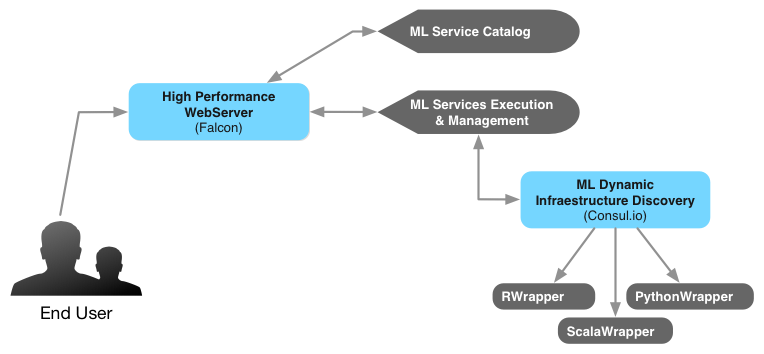 ML Service Catalog
High Performance
WebServer
(Falcon)
ML Services Execution
& Management
ML Dynamic
Infraestructure Discovery
(Consul.io)
RWrapper
PythonWrapper
ScalaWrapper
End User